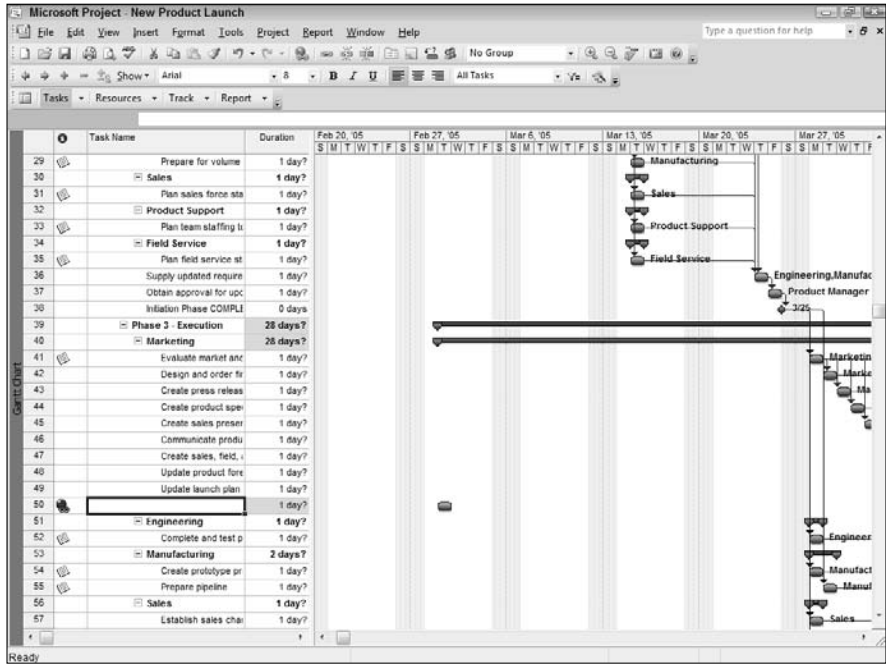 Microsoft Project - New Product Launch
File Edit View Insert Format Tools Project Report Window Help Type a question for help
Show Arial 8 B I U All Tasks No Group
Tasks Resources Track Report
Task Name Duration Feb 20, '05 Feb 27, '05 Mar 6, '05 Mar 13, '05 Mar 20, '05 Mar 27, '05
S M T W T F S S M T W T F S S M T W T F S S M T W T F S S M T W T F S S M T W T F
29 Prepare for volume 1 day? Manufacturing
30 Sales 1 day?
31 Plan sales force sta 1 day? Sales
32 Product Support 1 day?
33 Plan team staffing to 1 day? Product Support
34 Field Service 1 day?
35 Plan field service st 1 day? Field Service
36 Supply updated require 1 day? Engineering,Manufac
37 Obtain approval for upd 1 day? Product Manager
38 Initiation Phase COMPLE 0 days 3/25
39 Phase 3 - Execution 28 days?
40 Marketing 28 days?
41 Evaluate market and 1 day? Marketin
42 Design and order fir 1 day? Marke
43 Create press releas 1 day? Ma
44 Create product spe 1 day?
45 Create sales preser 1 day?
46 Communicate produ 1 day?
47 Create sales, field, 1 day?
48 Update product fore 1 day?
49 Update launch plan 1 day?
50 1 day?
51 Engineering 1 day?
52 Complete and test p 1 day? Engineer
53 Manufacturing 2 days?
54 Create prototype pr 1 day? Manufact
55 Prepare pipeline 1 day? Manuf
56 Sales 1 day?
57 Establish sales cha 1 day? Sales
Gantt Chart
Ready